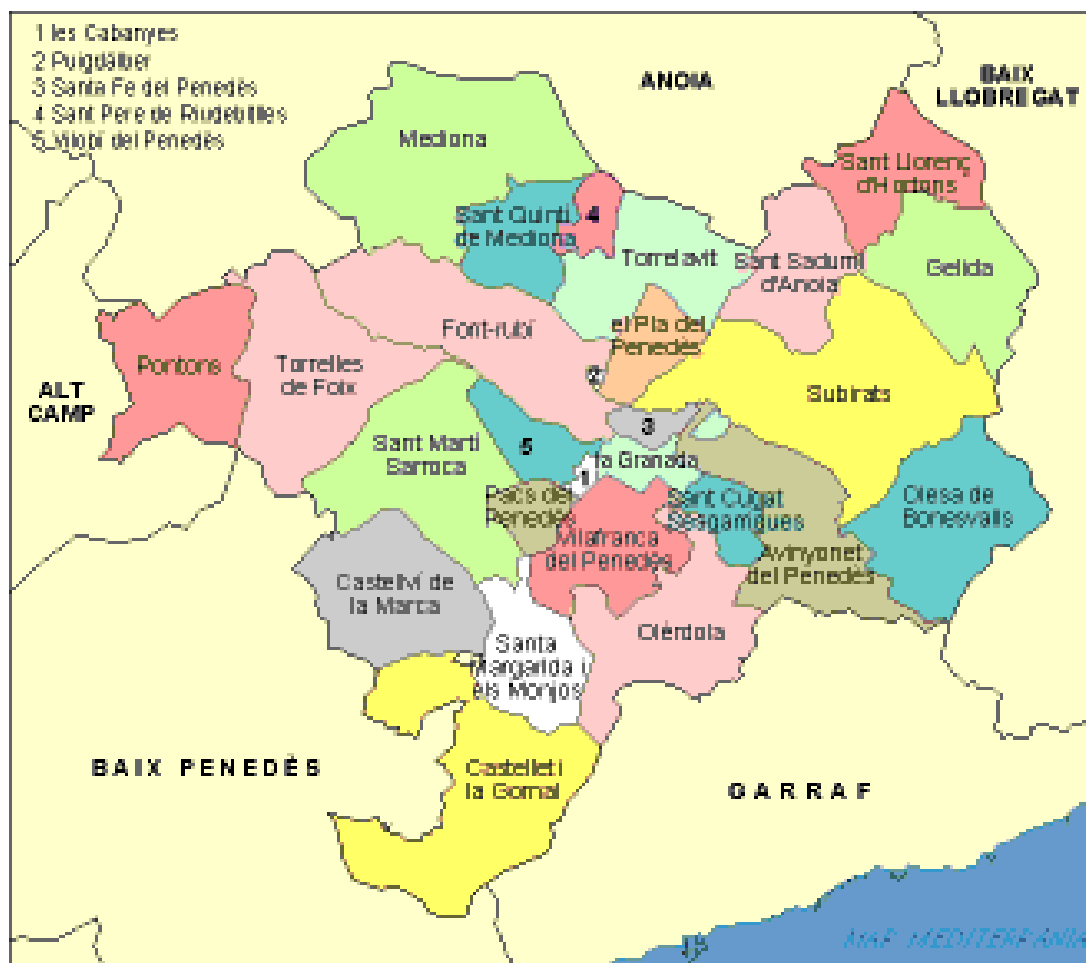 1 les Cabanyes
2 Puigdàlber
3 Santa Fe del Penedès
4 Sant Pere de Riudebitlles
5 Vilobí del Penedès
ANOIA
BAIX
LLOBREGAT
Mediona
Sant Llorenç
d'Hortons
Sant Quintí
de Mediona
4
Torrelavit
Sant Sadurní
d'Anoia
Gelida
Font-rubí
el Pla del
Penedès
Pontons
Torrelles
de Foix
2
ALT
CAMP
Subirats
3
Sant Martí
Sarroca
5
la Granada
1
Pacs del
Penedès
Sant Cugat
Sesgarrigues
Olesa de
Bonesvalls
Vilafranca
del Penedès
Avinyonet
del Penedès
Castellví de
la Marca
Olèrdola
Santa
Margarida i
els Monjos
BAIX PENEDÈS
Castellet i
la Gornal
GARRAF
MAR MEDITERRÀNIA